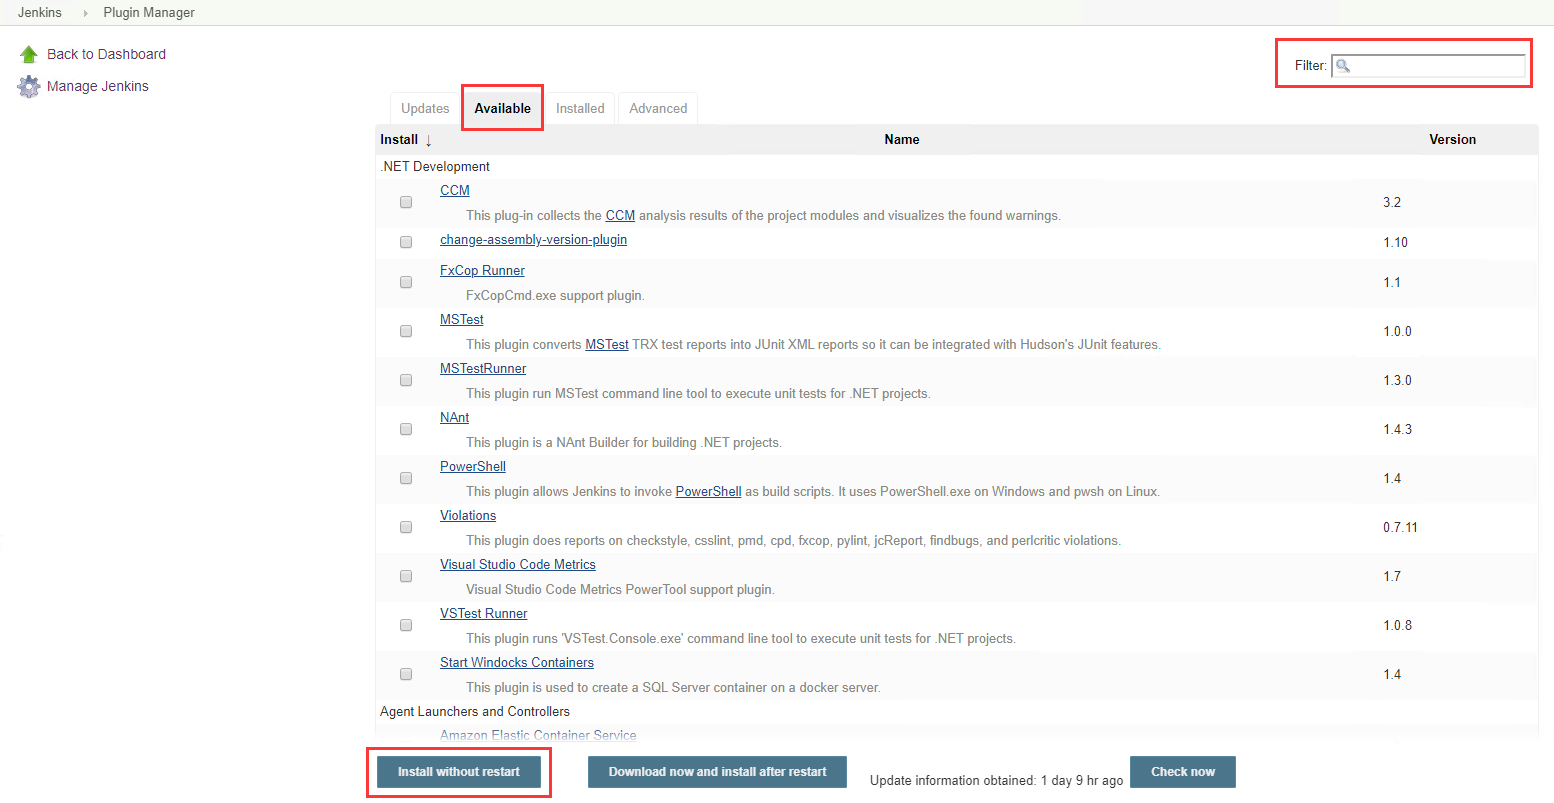 Jenkins Plugin Manager
Back to Dashboard
Manage Jenkins
Filter:
Updates Available Installed Advanced
Install ↓ Name Version
.NET Development
CCM
This plug-in collects the CCM analysis results of the project modules and visualizes the found warnings.
3.2
change-assembly-version-plugin
1.10
FxCop Runner
FxCopCmd.exe support plugin.
1.1
MSTest
This plugin converts MSTest TRX test reports into JUnit XML reports so it can be integrated with Hudson's JUnit features.
1.0.0
MSTestRunner
This plugin run MSTest command line tool to execute unit tests for .NET projects.
1.3.0
NAnt
This plugin is a NAnt Builder for building .NET projects.
1.4.3
PowerShell
This plugin allows Jenkins to invoke PowerShell as build scripts. It uses PowerShell.exe on Windows and pwsh on Linux.
1.4
Violations
This plugin does reports on checkstyle, csslint, pmd, cpd, fxcop, pylint, jcReport, findbugs, and perlcritic violations.
0.7.11
Visual Studio Code Metrics
Visual Studio Code Metrics PowerTool support plugin.
1.7
VSTest Runner
This plugin runs 'VSTest.Console.exe' command line tool to execute unit tests for .NET projects.
1.0.8
Start Windocks Containers
This plugin is used to create a SQL Server container on a docker server.
1.4
Agent Launchers and Controllers
Amazon Elastic Container Service
Install without restart Download now and install after restart Update information obtained: 1 day 9 hr ago Check now